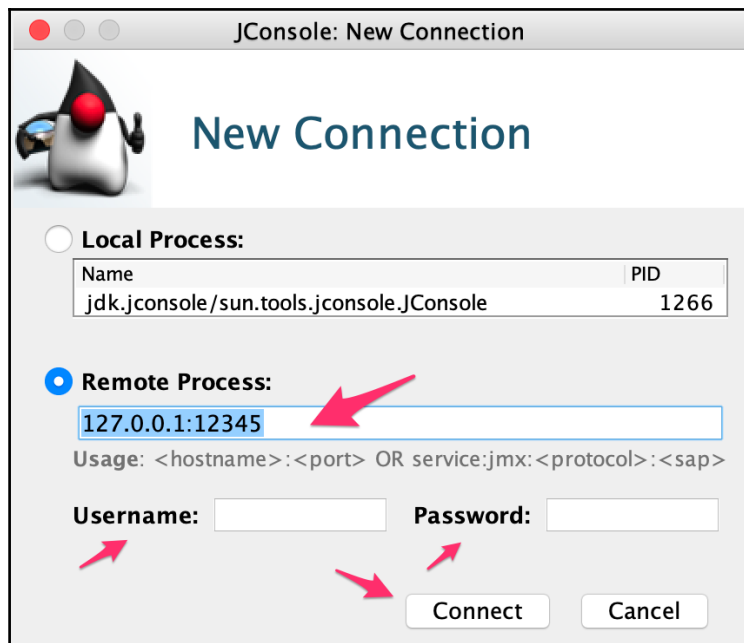 JConsole: New Connection
New Connection
Local Process:
Name PID
jdk.jconsole/sun.tools.jconsole.JConsole 1266
Remote Process:
127.0.0.1:12345
Usage: <hostname>:<port> OR service:jmx:<protocol>:<sap>
Username: Password:
Connect Cancel